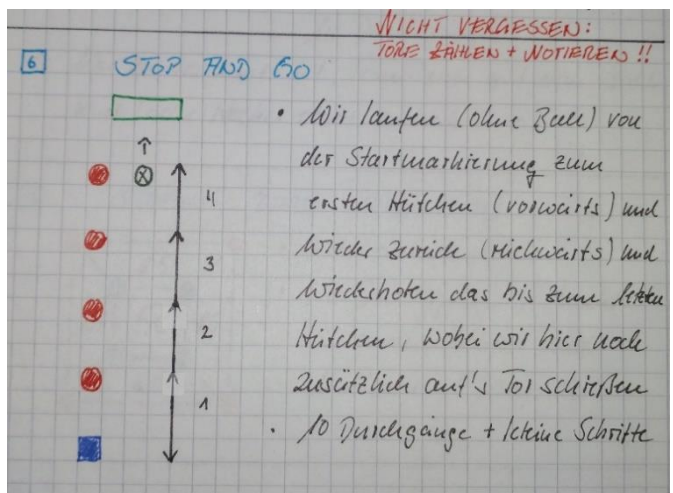 NICHT VERGESSEN:
TORE ZÄHLEN + NOTIEREN !!
6 STOP AND GO
• Wir laufen (ohne Ball) von
der Startmarkierung zum
ersten Hütchen (vorwärts) und
wieder zurück (rückwärts) und
wiederholen das bis zum letzten
Hütchen, wobei wir hier noch
zusätzlich auf's Tor schießen
• 10 Durchgänge + kleine Schritte
4
3
2
1